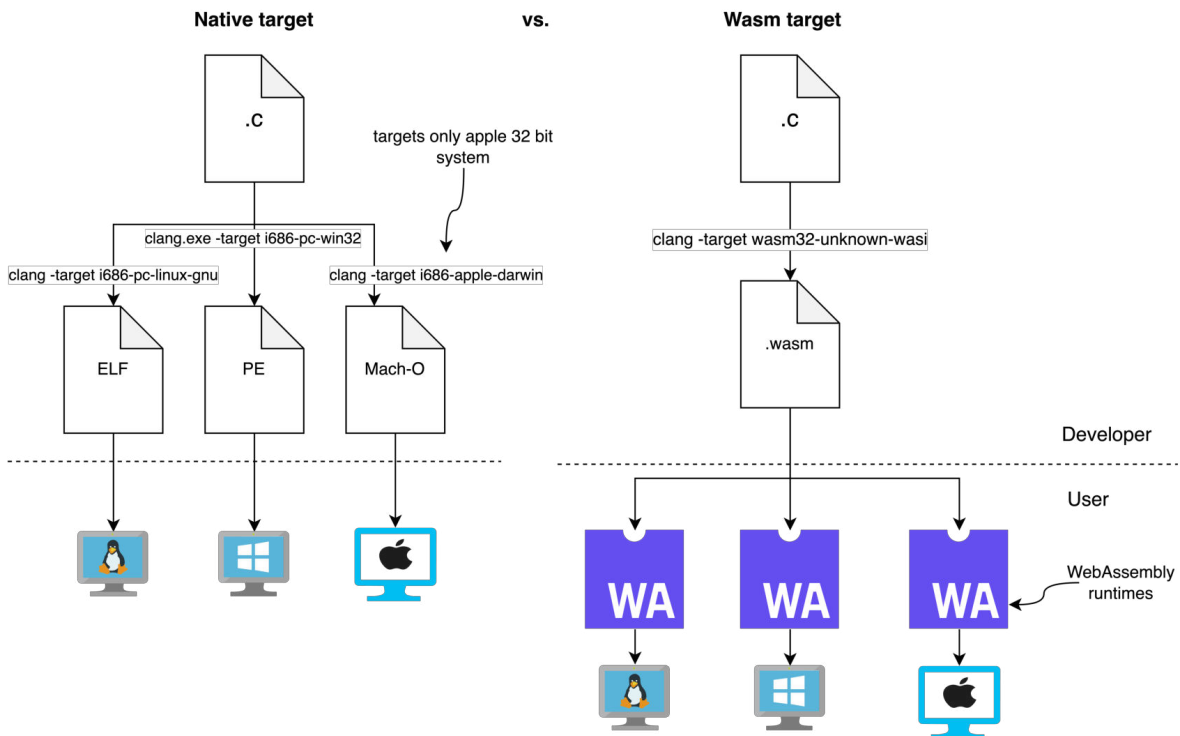 Native target
vs.
Wasm target
.C
.C
targets only apple 32 bit
system
clang.exe -target i686-pc-win32
clang -target wasm32-unknown-wasi
clang -target i686-pc-linux-gnu
clang -target i686-apple-darwin
ELF
PE
Mach-O
.wasm
Developer
User
WA
WA
WA
WebAssembly
runtimes